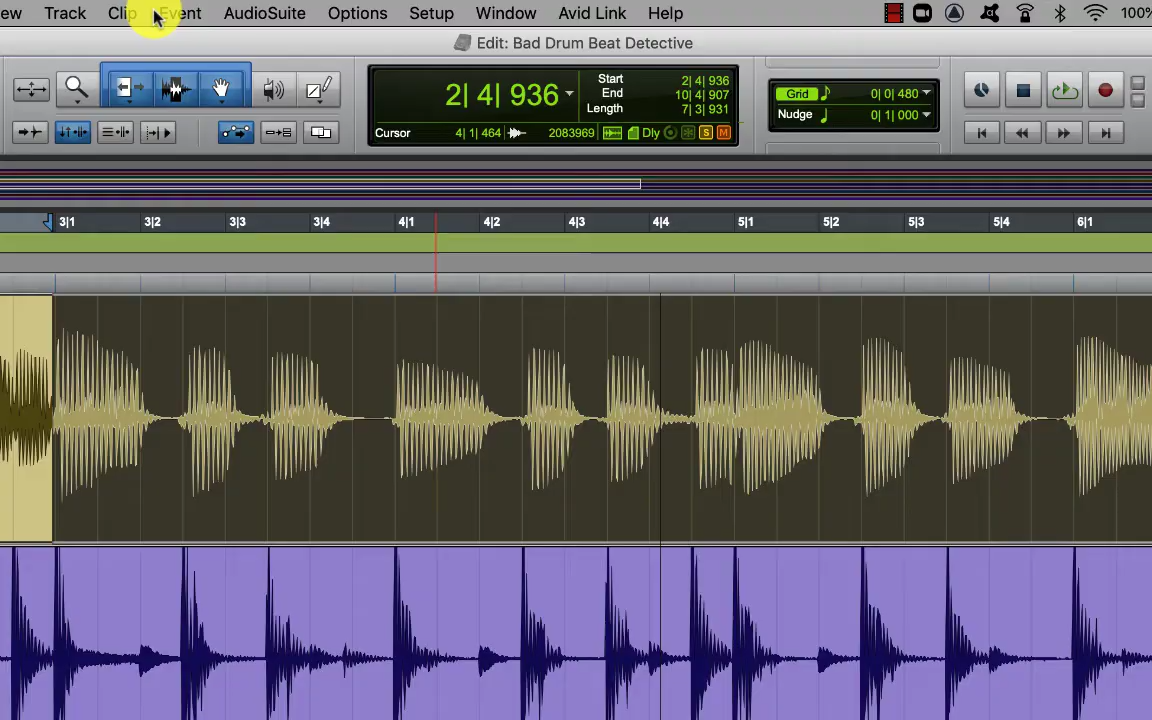 ew Track Clip Event AudioSuite Options Setup Window Avid Link Help 100%
Edit: Bad Drum Beat Detective
2| 4| 936
Start 2| 4| 936
End 10| 4| 907
Length 7| 3| 931
Cursor 4| 1| 464 2083969 Dly S M
Grid 0| 0| 480
Nudge 0| 1| 000
3|1 3|2 3|3 3|4 4|1 4|2 4|3 4|4 5|1 5|2 5|3 5|4 6|1